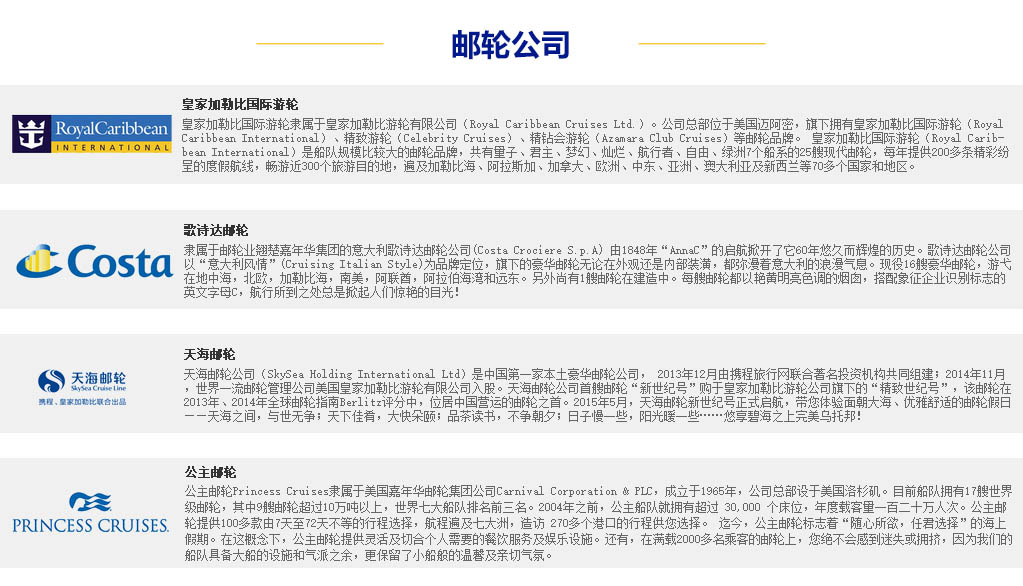 邮轮公司
皇家加勒比国际游轮
RoyalCaribbean
INTERNATIONAL
皇家加勒比国际游轮隶属于皇家加勒比游轮有限公司（Royal Caribbean Cruises Ltd.）。公司总部位于美国迈阿密，旗下拥有皇家加勒比国际游轮（Royal
Caribbean International）、精致游轮（Celebrity Cruises）、精钻会游轮（Azamara Club Cruises）等邮轮品牌。 皇家加勒比国际游轮（Royal Carib-
bean International）是船队规模比较大的邮轮品牌，共有量子、君主、梦幻、灿烂、航行者、自由、绿洲7个船系的25艘现代邮轮，每年提供200多条精彩纷
呈的度假航线，畅游近300个旅游目的地，遍及加勒比海、阿拉斯加、加拿大、欧洲、中东、亚洲、澳大利亚及新西兰等70多个国家和地区。
歌诗达邮轮
Costa
隶属于邮轮业翘楚嘉年华集团的意大利歌诗达邮轮公司(Costa Crociere S.p.A) 由1848年“AnnaC”的启航掀开了它60年悠久而辉煌的历史。歌诗达邮轮公司
以“意大利风情”(Cruising Italian Style)为品牌定位，旗下的豪华邮轮无论在外观还是内部装潢，都弥漫着意大利的浪漫气息。现役16艘豪华邮轮，游弋
在地中海，北欧，加勒比海，南美，阿联酋，阿拉伯海湾和远东。另外尚有1艘邮轮在建造中。每艘邮轮都以艳黄明亮色调的烟囱，搭配象征企业识别标志的
英文字母C，航行所到之处总是掀起人们惊艳的目光！
天海邮轮
天海邮轮
SkySea Cruise Line
携程、皇家加勒比联合出品
天海邮轮公司（SkySea Holding International Ltd）是中国第一家本土豪华邮轮公司， 2013年12月由携程旅行网联合著名投资机构共同组建；2014年11月
，世界一流邮轮管理公司美国皇家加勒比游轮有限公司入股。天海邮轮公司首艘邮轮“新世纪号”购于皇家加勒比游轮公司旗下的“精致世纪号”，该邮轮在
2013年、2014年全球邮轮指南Berlitz评分中，位居中国营运的邮轮之首。2015年5月，天海邮轮新世纪号正式启航，带您体验面朝大海、优雅舒适的邮轮假日
——天海之间，与世无争；天下佳肴，大快朵颐；品茶读书，不争朝夕；日子慢一些，阳光暖一些……悠享碧海之上完美乌托邦！
公主邮轮
PRINCESS CRUISES
公主邮轮Princess Cruises隶属于美国嘉年华邮轮集团公司Carnival Corporation & PLC，成立于1965年，公司总部设于美国洛杉矶。目前船队拥有17艘世界
级邮轮，其中9艘邮轮超过10万吨以上，世界七大船队排名前三名。2004年之前，公主船队就拥有超过 30,000 个床位，年度载客量一百二十万人次。公主邮
轮提供100多款由7天至72天不等的行程选择，航程遍及七大洲，造访 270多个港口的行程供您选择。 迄今，公主邮轮标志着“随心所欲，任君选择”的海上
假期。在这概念下，公主邮轮提供灵活及切合个人需要的餐饮服务及娱乐设施。还有，在满载2000多名乘客的邮轮上，您绝不会感到迷失或拥挤，因为我们的
船队具备大船的设施和气派之余，更保留了小船般的温馨及亲切气氛。